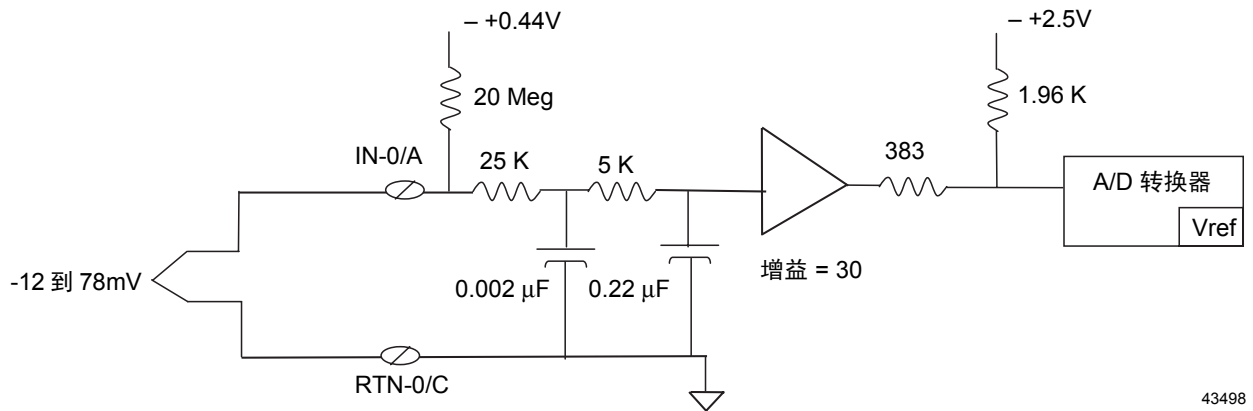 – +0.44V
– +2.5V
20 Meg
1.96 K
IN-0/A
25 K
5 K
383
A/D 转换器
Vref
-12 到 78mV
0.002 μF
0.22 μF
增益 = 30
RTN-0/C
43498